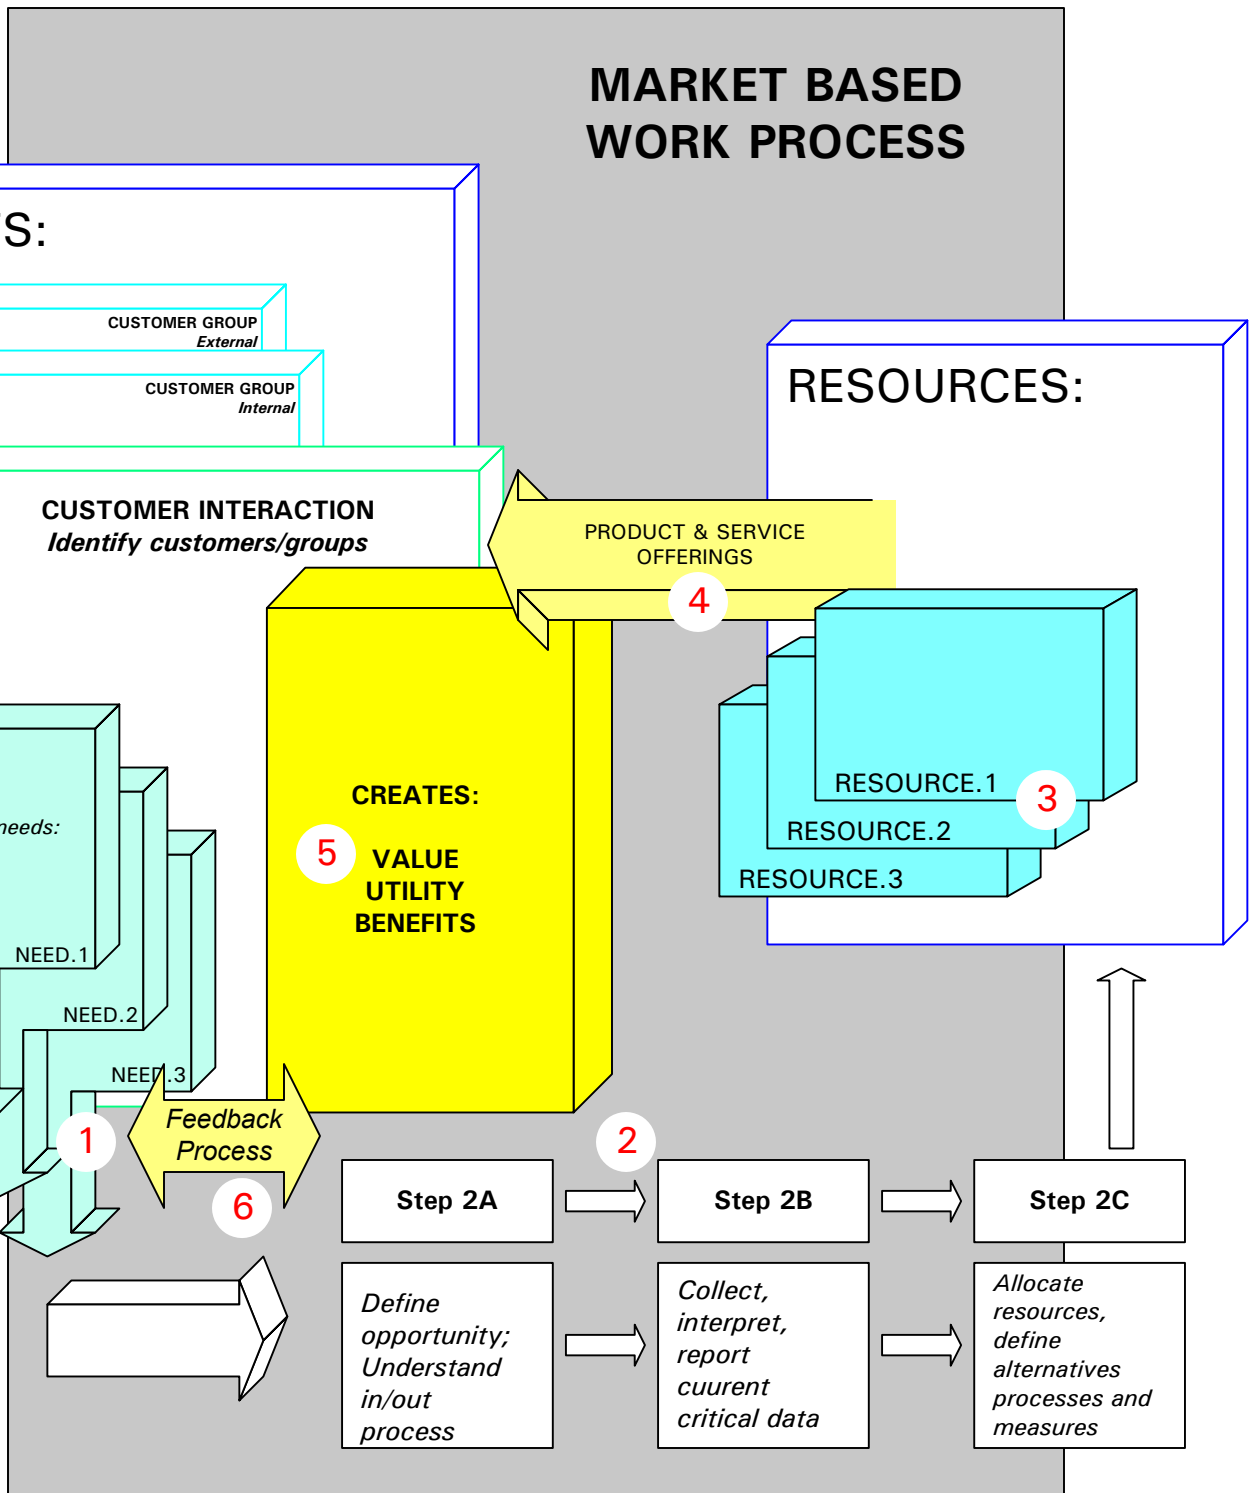 MARKET BASED
WORK PROCESS
S:
CUSTOMER GROUP
External
CUSTOMER GROUP
Internal
CUSTOMER INTERACTION
Identify customers/groups
RESOURCES:
PRODUCT & SERVICE
OFFERINGS
4
RESOURCE.1
3
RESOURCE.2
RESOURCE.3
CREATES:
5
VALUE
UTILITY
BENEFITS
needs:
NEED.1
NEED.2
NEED.3
1
Feedback
Process
6
2
Step 2A
Step 2B
Step 2C
Define
opportunity;
Understand
in/out
process
Collect,
interpret,
report
cuurent
critical data
Allocate
resources,
define
alternatives
processes and
measures